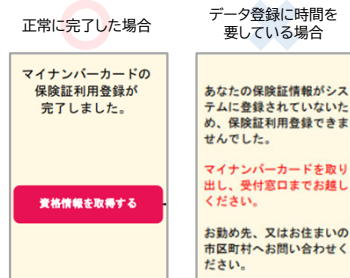 正常に完了した場合
データ登録に時間を
要している場合
マイナンバーカードの
保険証利用登録が
完了しました。
資格情報を取得する
あなたの保険証情報がシス
テムに登録されていないた
め、保険証利用登録できま
せんでした。
マイナンバーカードを取り
出し、受付窓口までお越し
ください。
お勤め先、又はお住まいの
市区町村へお問い合わせく
ださい。